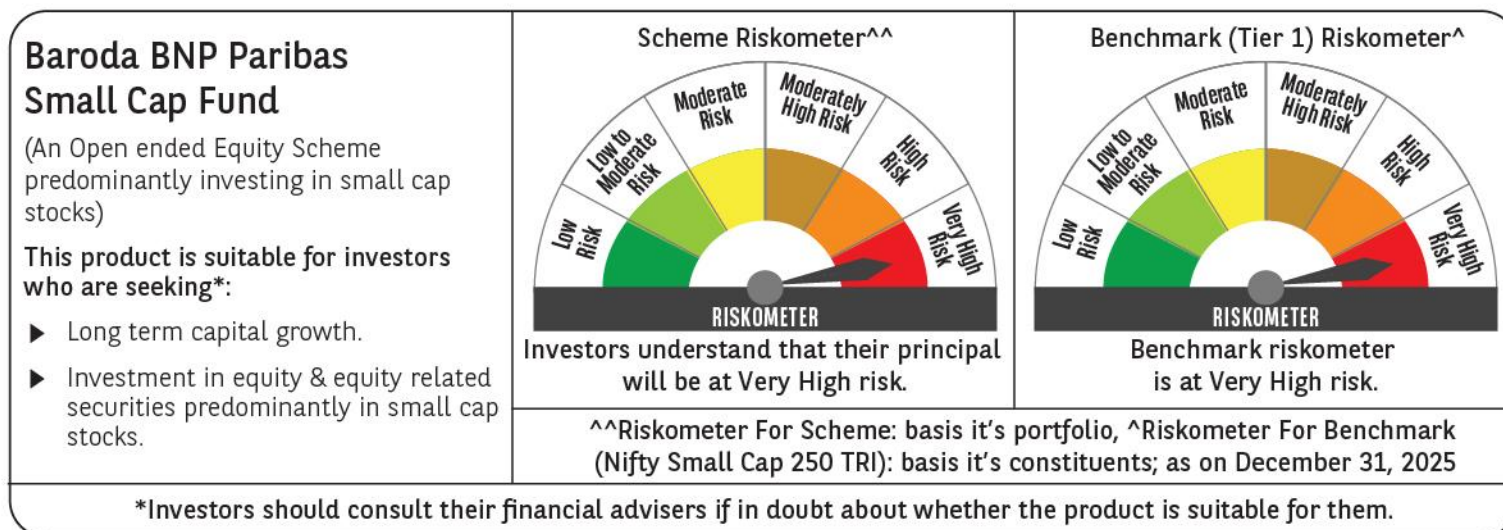 Baroda BNP Paribas
Small Cap Fund
(An Open ended Equity Scheme
predominantly investing in small cap
stocks)
This product is suitable for investors
who are seeking*:
▶ Long term capital growth.
▶ Investment in equity & equity related
securities predominantly in small cap
stocks.
Scheme Riskometer^^
Low
Risk
Low to
Moderate
Risk
Moderate
Risk
Moderately
High Risk
High
Risk
Very High
Risk
RISKOMETER
Investors understand that their principal
will be at Very High risk.
Benchmark (Tier 1) Riskometer^
Low
Risk
Low to
Moderate
Risk
Moderate
Risk
Moderately
High Risk
High
Risk
Very High
Risk
RISKOMETER
Benchmark riskometer
is at Very High risk.
^^Riskometer For Scheme: basis it's portfolio, ^Riskometer For Benchmark
(Nifty Small Cap 250 TRI): basis it's constituents; as on December 31, 2025
*Investors should consult their financial advisers if in doubt about whether the product is suitable for them.